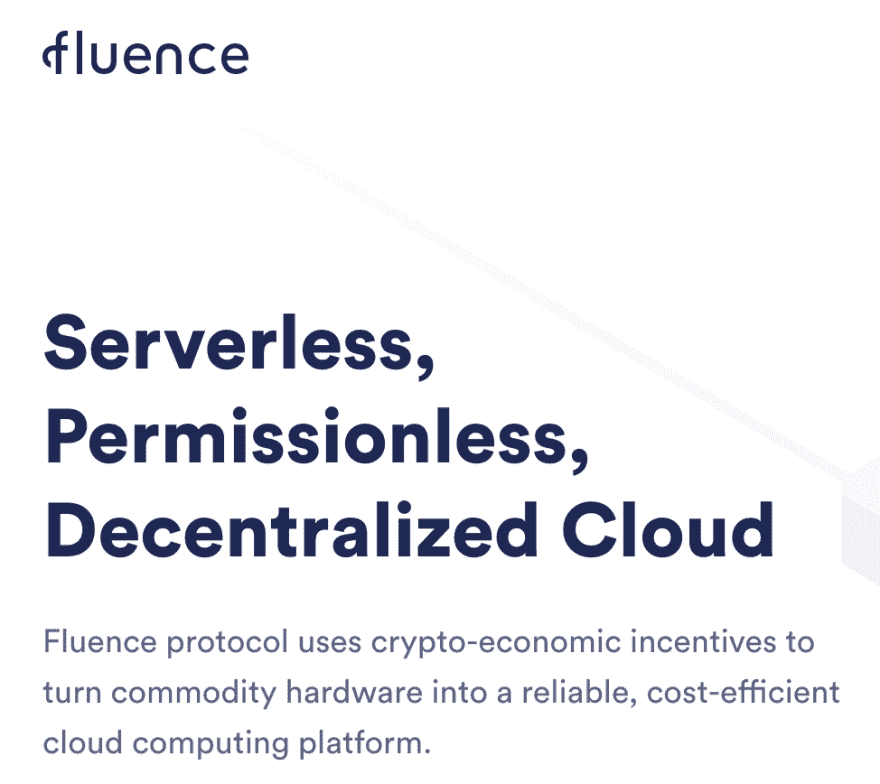 fluence
Serverless,
Permissionless,
Decentralized Cloud
Fluence protocol uses crypto-economic incentives to
turn commodity hardware into a reliable, cost-efficient
cloud computing platform.